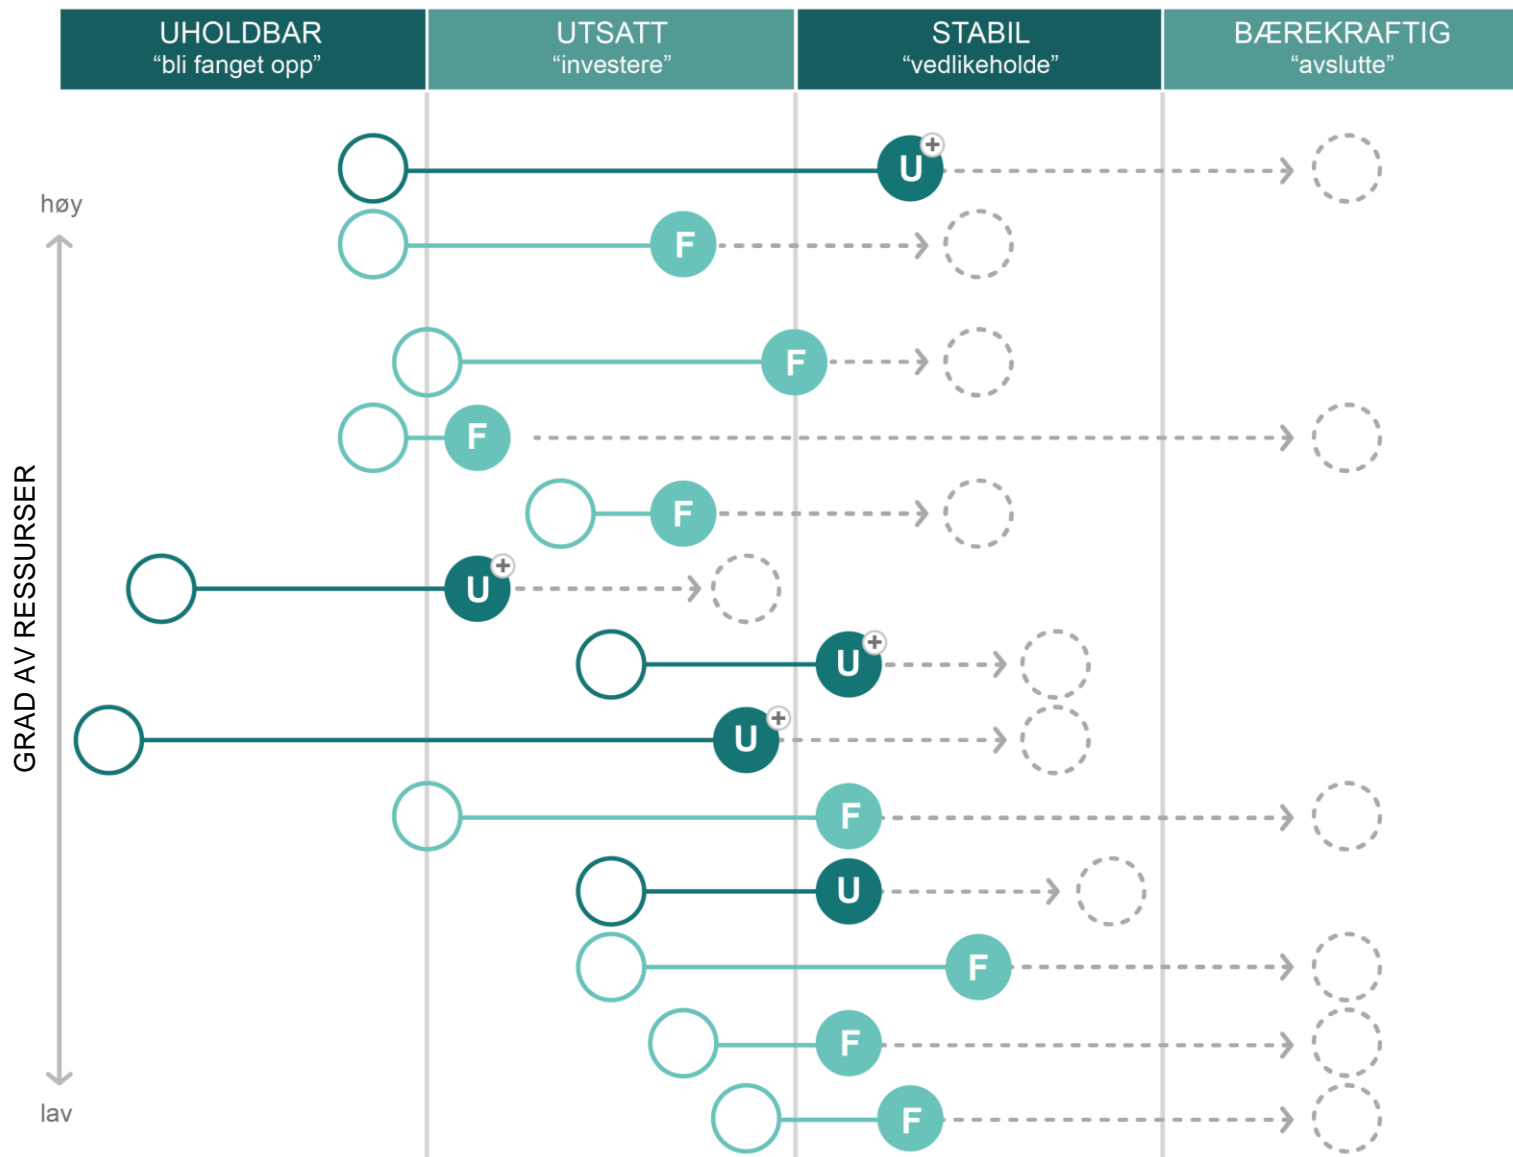 UHOLDBAR
“bli fanget opp”
UTSATT
“investere”
STABIL
“vedlikeholde”
BÆREKRAFTIG
“avslutte”
høy
GRAD AV RESSURSER
lav
U+
F
F
F
F
U+
U+
U+
F
U
F
F
F